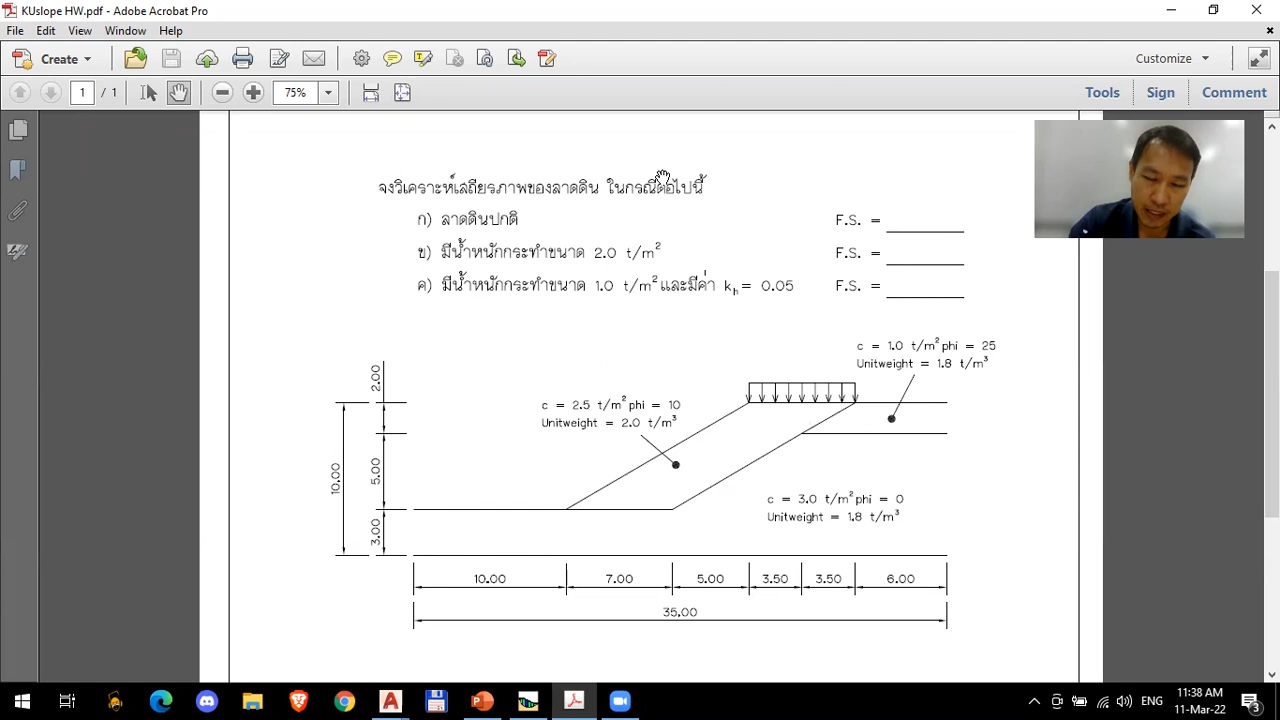 KUslope HW.pdf - Adobe Acrobat Pro
File Edit View Window Help
Create
Customize
1 / 1
75%
Tools Sign Comment
จงวิเคราะห์เสถียรภาพของลาดดิน ในกรณีต่อไปนี้
ก) ลาดดินปกติ F.S. =
ข) มีน้ำหนักกระทำขนาด 2.0 t/m² F.S. =
ค) มีน้ำหนักกระทำขนาด 1.0 t/m² และมีค่า kh = 0.05 F.S. =
c = 1.0 t/m² phi = 25
Unitweight = 1.8 t/m³
2.00
c = 2.5 t/m² phi = 10
Unitweight = 2.0 t/m³
10.00
5.00
c = 3.0 t/m² phi = 0
Unitweight = 1.8 t/m³
3.00
10.00 7.00 5.00 3.50 3.50 6.00
35.00
ENG
11:38 AM
11-Mar-22
3